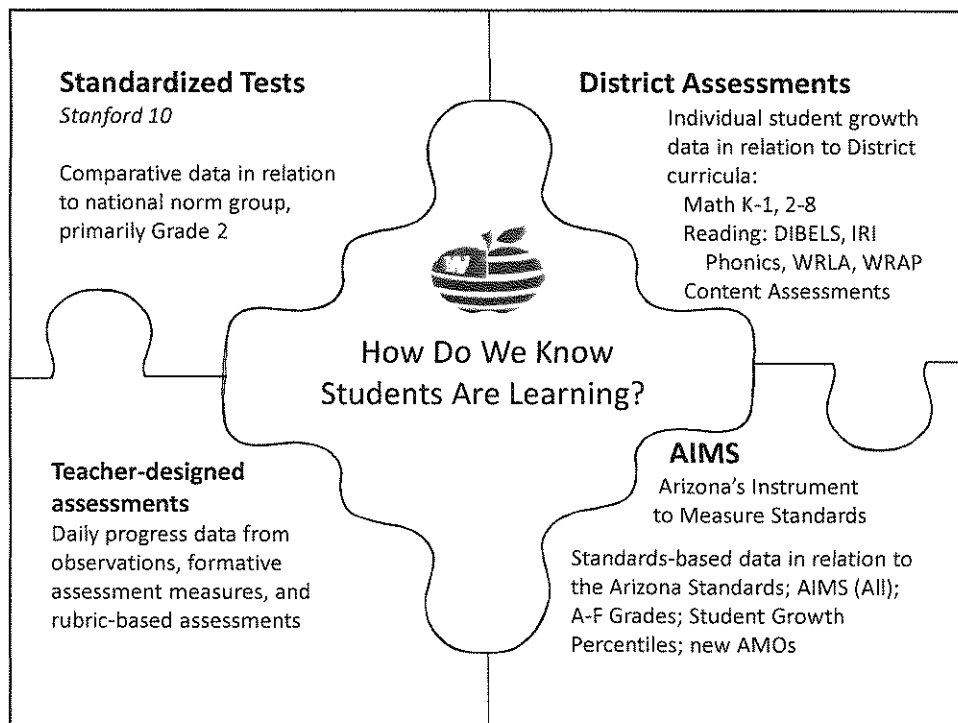 Standardized Tests
Stanford 10
Comparative data in relation
to national norm group,
primarily Grade 2
District Assessments
Individual student growth
data in relation to District
curricula:
Math K-1, 2-8
Reading: DIBELS, IRI
Phonics, WRLA, WRAP
Content Assessments
W
How Do We Know
Students Are Learning?
Teacher-designed
assessments
Daily progress data from
observations, formative
assessment measures, and
rubric-based assessments
AIMS
Arizona's Instrument
to Measure Standards
Standards-based data in relation to
the Arizona Standards; AIMS (All);
A-F Grades; Student Growth
Percentiles; new AMOs